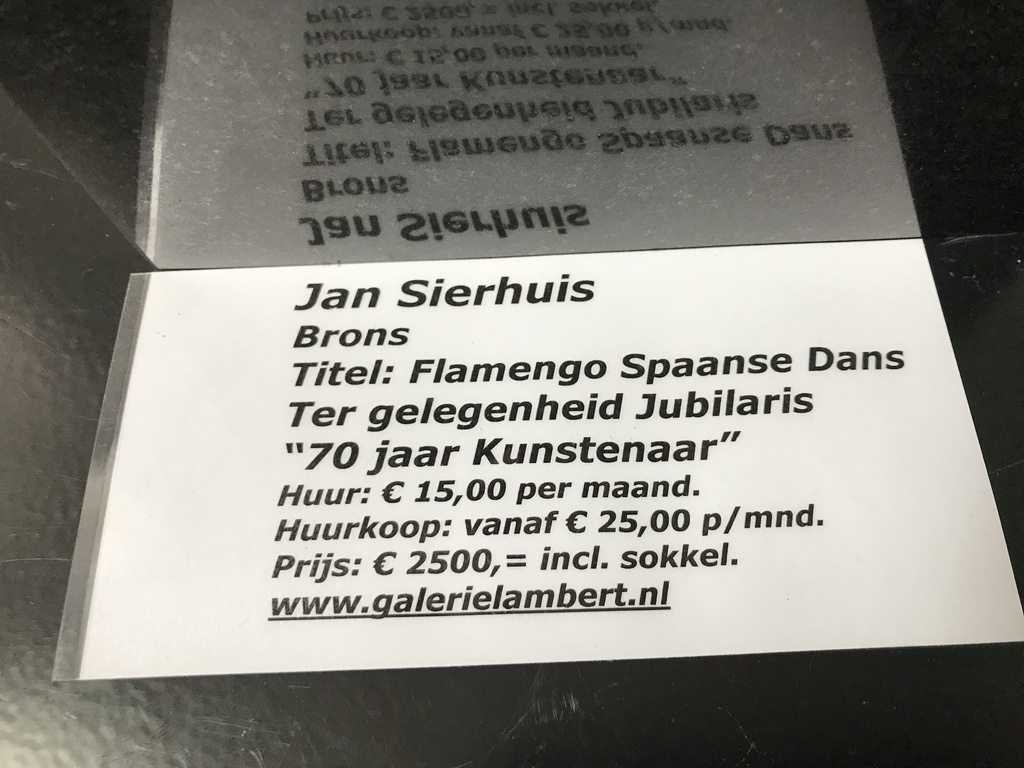 Jan Sierhuis
Brons
Titel: Flamengo Spaanse Dans
Ter gelegenheid Jubilaris
“70 jaar Kunstenaar”
Huur: € 15,00 per maand.
Huurkoop: vanaf € 25,00 p/mnd.
Prijs: € 2500,= incl. sokkel.
www.galerielambert.nl